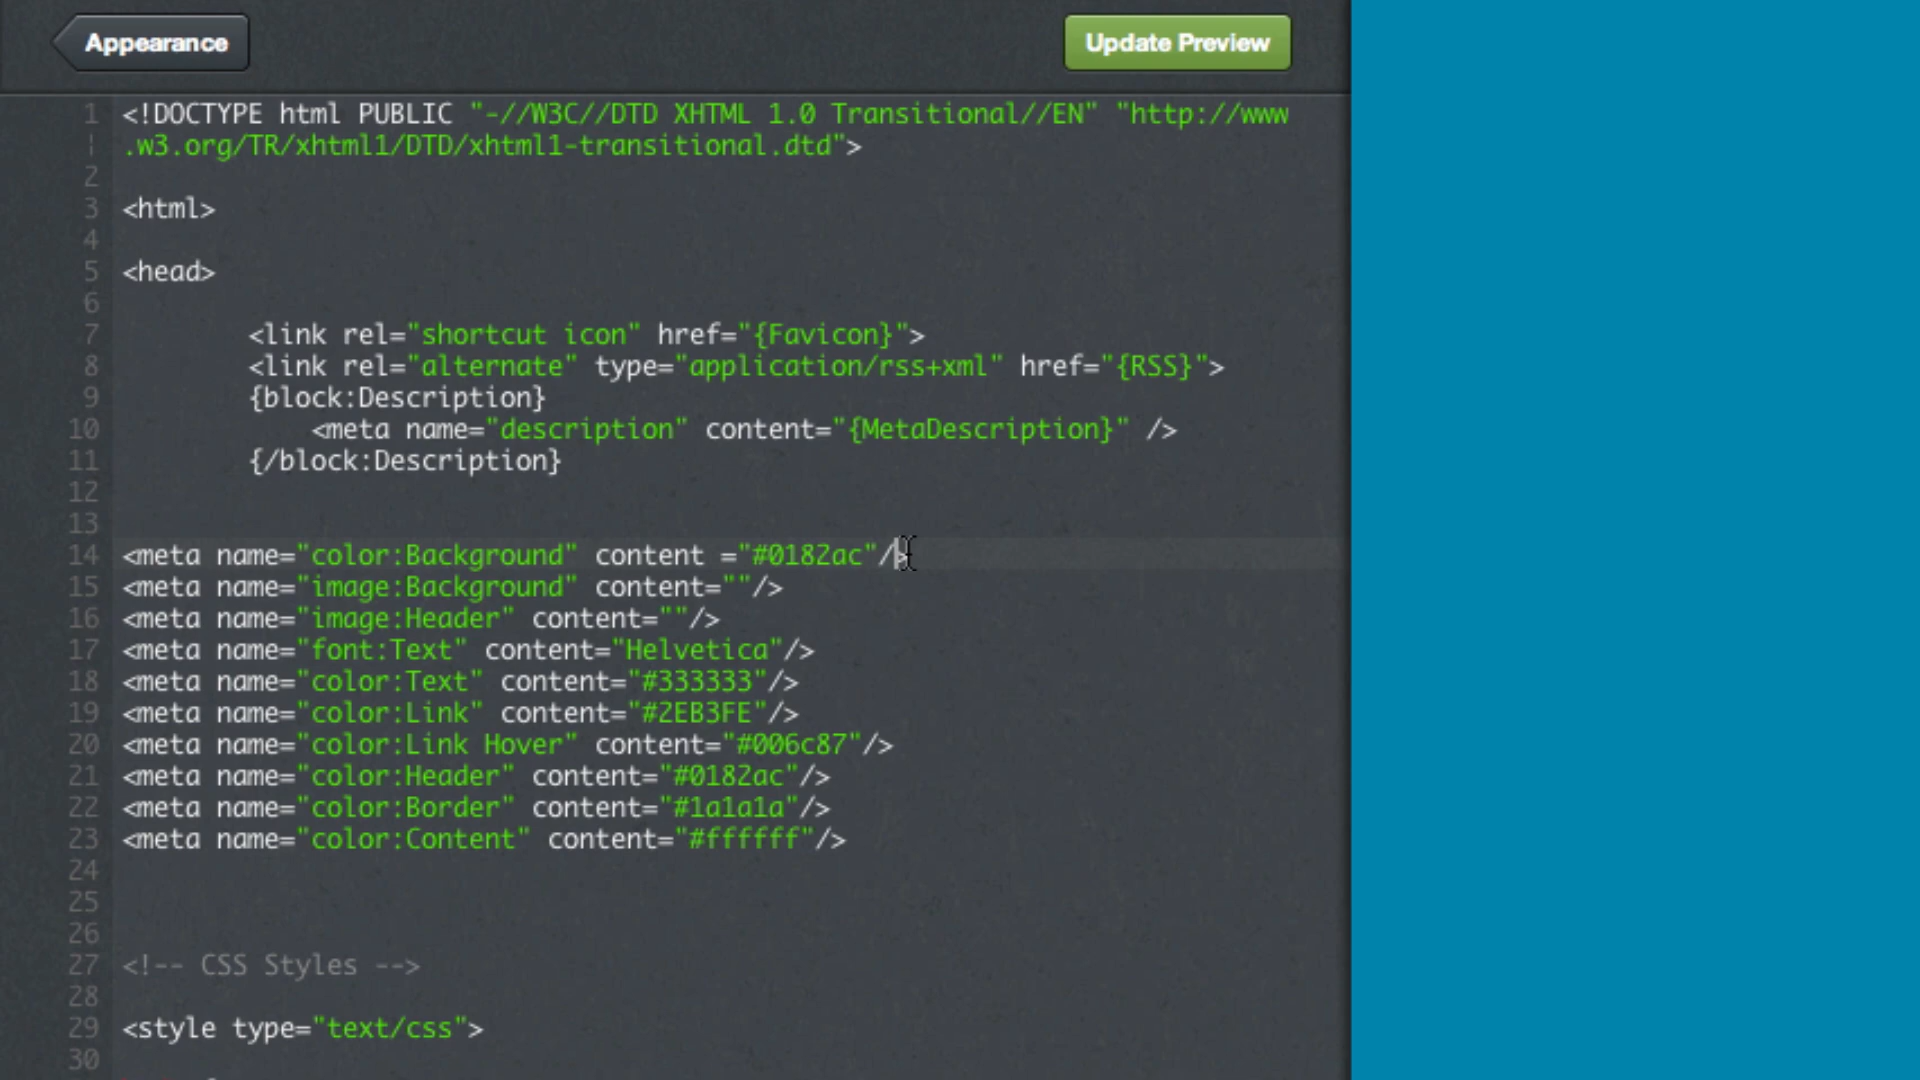 Appearance
Update Preview
1 <!DOCTYPE html PUBLIC "-//W3C//DTD XHTML 1.0 Transitional//EN" "http://www
.w3.org/TR/xhtml1/DTD/xhtml1-transitional.dtd">
2
3 <html>
4
5 <head>
6
7 <link rel="shortcut icon" href="{Favicon}">
8 <link rel="alternate" type="application/rss+xml" href="{RSS}">
9 {block:Description}
10 <meta name="description" content="{MetaDescription}" />
11 {/block:Description}
12
13
14 <meta name="color:Background" content ="#0182ac"/>
15 <meta name="image:Background" content=""/>
16 <meta name="image:Header" content=""/>
17 <meta name="font:Text" content="Helvetica"/>
18 <meta name="color:Text" content="#333333"/>
19 <meta name="color:Link" content="#2EB3FE"/>
20 <meta name="color:Link Hover" content="#006c87"/>
21 <meta name="color:Header" content="#0182ac"/>
22 <meta name="color:Border" content="#1a1a1a"/>
23 <meta name="color:Content" content="#ffffff"/>
24
25
26
27 <!-- CSS Styles -->
28
29 <style type="text/css">
30